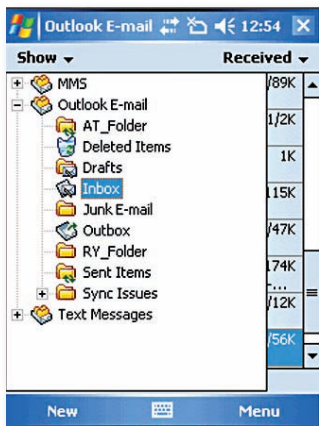 Outlook E-mail 12:54
Show Received
MMS /89K
Outlook E-mail
AT_Folder 1/2K
Deleted Items
Drafts 1K
Inbox 115K
Junk E-mail
Outbox /47K
RY_Folder
Sent Items 174K
-...
Sync Issues /12K
Text Messages
/56K
New Menu